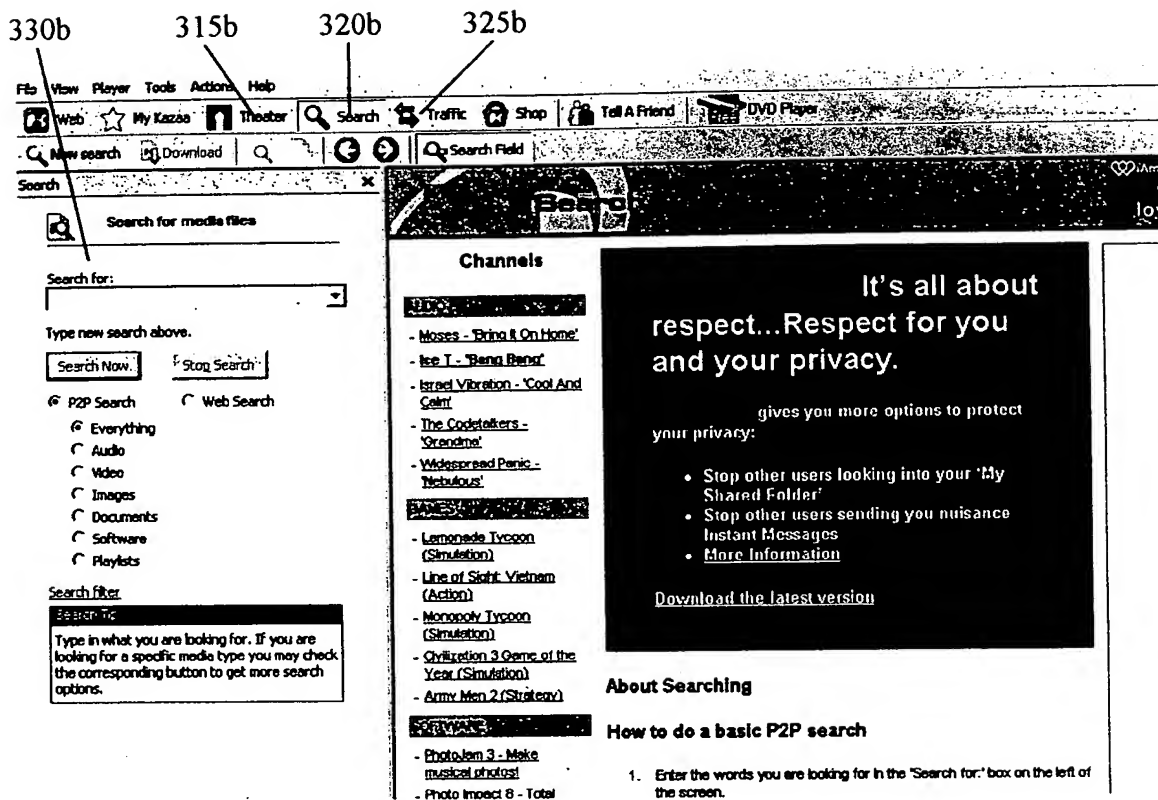 330b 315b 320b 325b
File View Player Tools Actions Help
Web My Kazaa Theater Search Traffic Shop Tell A Friend DVD Player
New search Download Search Field
Search x
Search for media files
Search for:
Type new search above.
Search Now. Stop Search
P2P Search Web Search
Everything
Audio
Video
Images
Documents
Software
Playlists
Search filter
Type in what you are looking for. If you are
looking for a specific media type you may check
the corresponding button to get more search
options.
Channels
AUDIO
- Moses - 'Bring It On Home'
- Ice T - 'Bang Bang'
- Israel Vibration - 'Cool And
Calm'
- The Codetalkers -
'Grandma'
- Widespread Panic -
'Nebulous'
GAMES
- Lemonade Tycoon
(Simulation)
- Line of Sight: Vietnam
(Action)
- Monopoly Tycoon
(Simulation)
- Civilization 3 Game of the
Year (Simulation)
- Army Men 2 (Strategy)
SOFTWARE
- PhotoJam 3 - Make
musical photos!
- Photo Impact 8 - Total
It's all about
respect...Respect for you
and your privacy.
gives you more options to protect
your privacy:
• Stop other users looking into your 'My
Shared Folder'
• Stop other users sending you nuisance
Instant Messages
• More Information
Download the latest version
About Searching
How to do a basic P2P search
1. Enter the words you are looking for in the "Search for:" box on the left of
the screen.